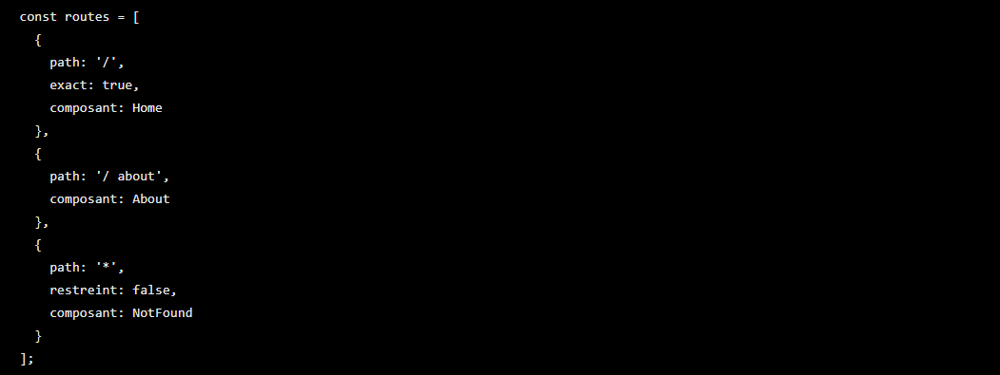 const routes = [
  {
    path: '/',
    exact: true,
    composant: Home
  },
  {
    path: '/ about',
    composant: About
  },
  {
    path: '*',
    restreint: false,
    composant: NotFound
  }
];